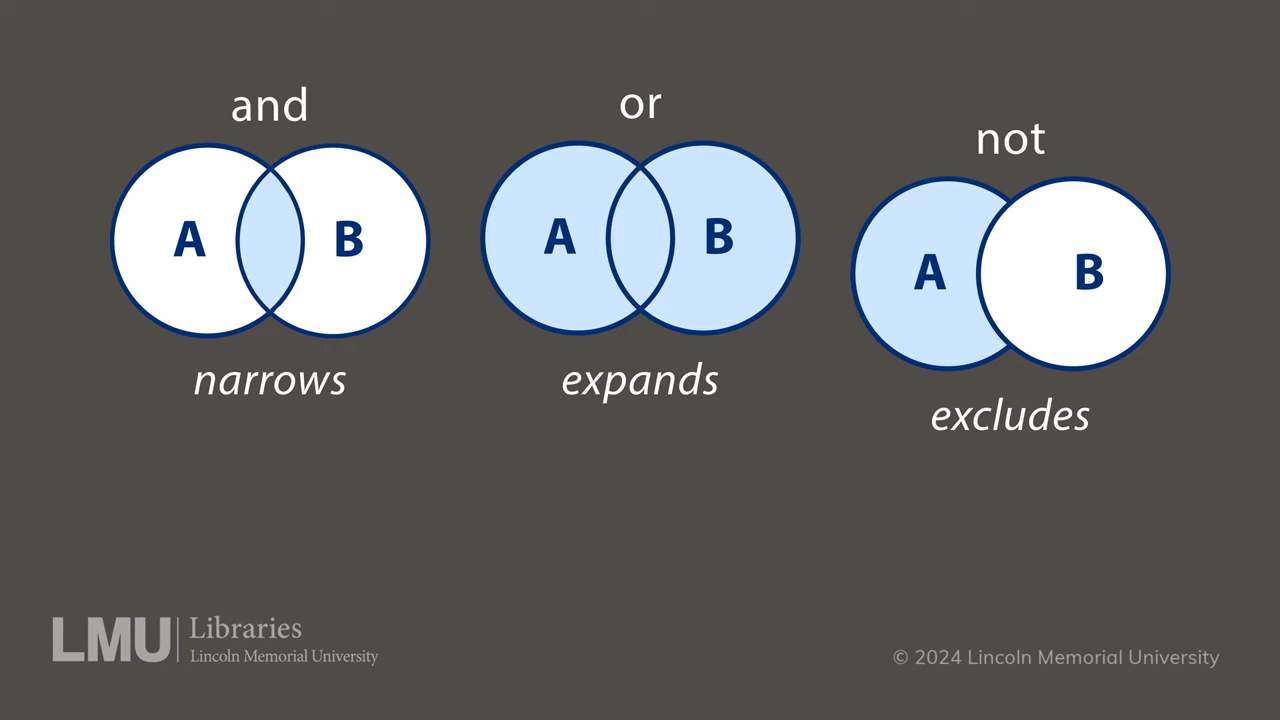 and
A B
narrows
or
A B
expands
not
A B
excludes
LMU Libraries
Lincoln Memorial University
© 2024 Lincoln Memorial University